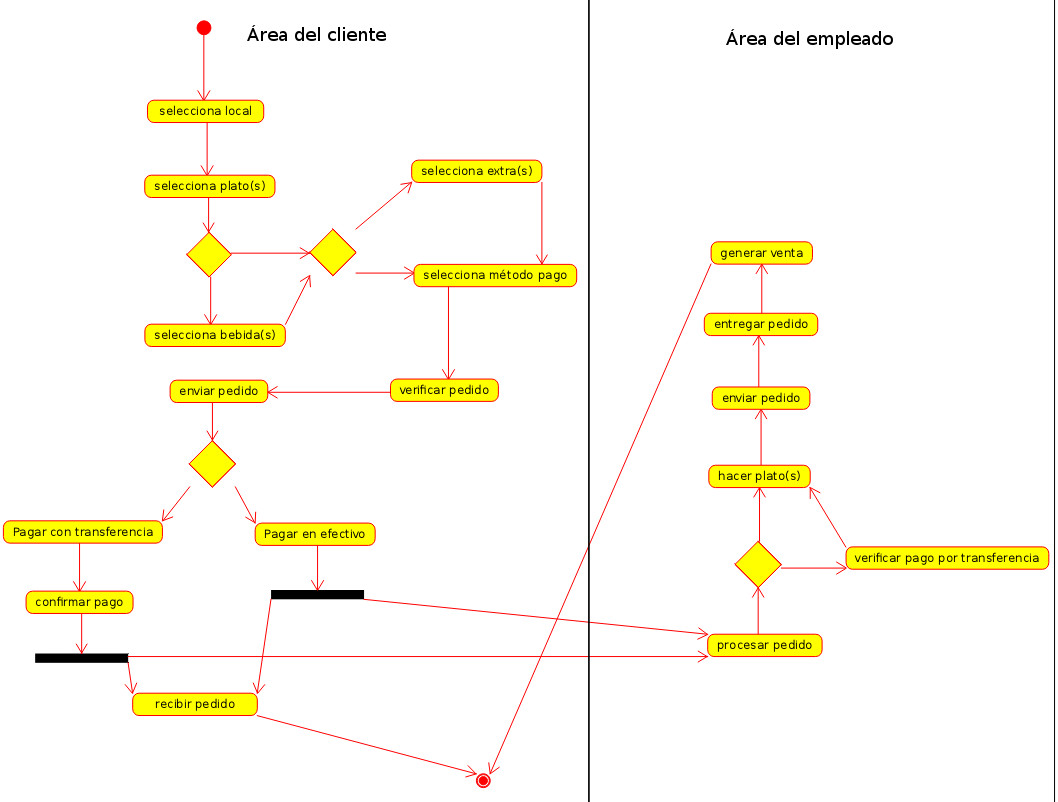 Área del cliente
Área del empleado
selecciona local
selecciona plato(s)
selecciona extra(s)
selecciona método pago
selecciona bebida(s)
verificar pedido
enviar pedido
Pagar con transferencia
Pagar en efectivo
confirmar pago
recibir pedido
generar venta
entregar pedido
enviar pedido
hacer plato(s)
verificar pago por transferencia
procesar pedido